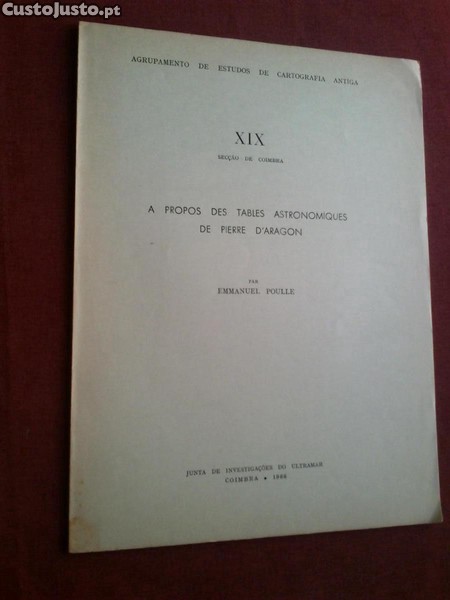 CustoJusto.pt
AGRUPAMENTO DE ESTUDOS DE CARTOGRAFIA ANTIGA
XIX
SECÇÃO DE COIMBRA
A PROPOS DES TABLES ASTRONOMIQUES
DE PIERRE D'ARAGON
PAR
EMMANUEL POULLE
JUNTA DE INVESTIGAÇÕES DO ULTRAMAR
COIMBRA • 1966